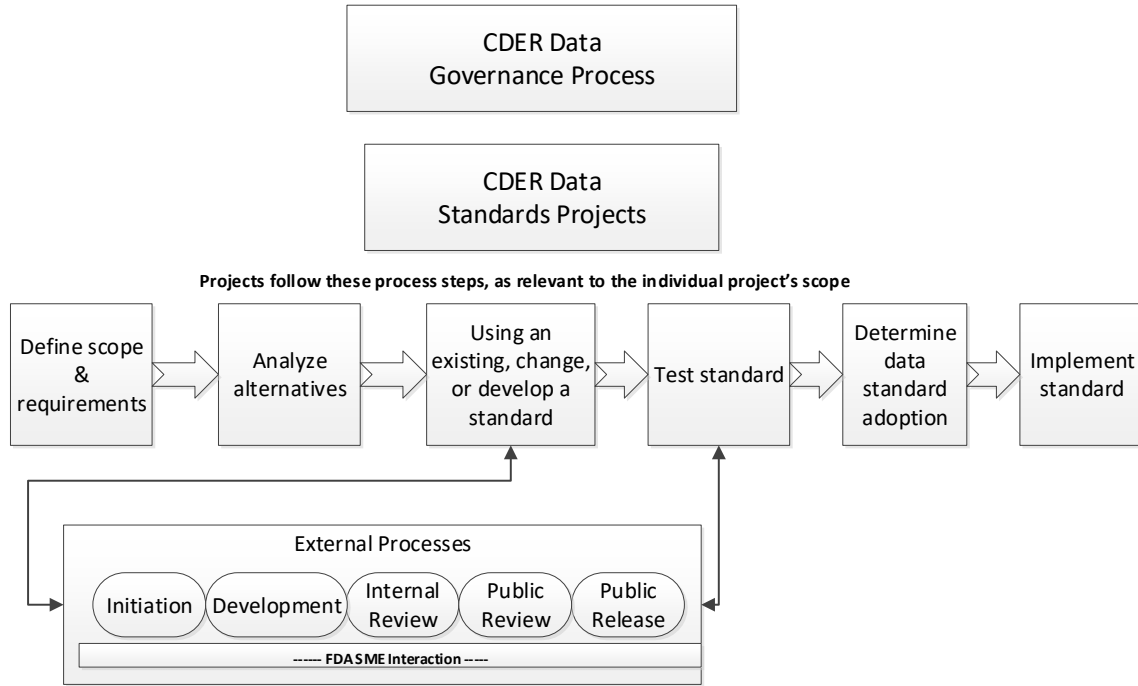 CDER Data
Governance Process
CDER Data
Standards Projects
Projects follow these process steps, as relevant to the individual project's scope
Define scope
&
requirements
Analyze
alternatives
Using an
existing, change,
or develop a
standard
Test standard
Determine
data
standard
adoption
Implement
standard
External Processes
Initiation
Development
Internal
Review
Public
Review
Public
Release
------ FDA SME Interaction -----